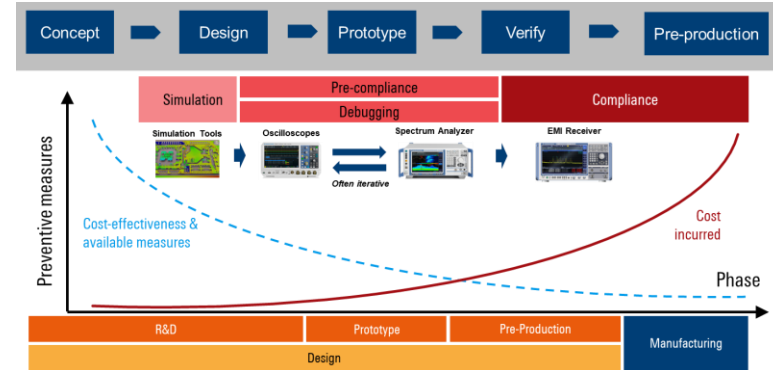 Concept
Design
Prototype
Verify
Pre-production
Simulation
Pre-compliance
Debugging
Compliance
Simulation Tools
Oscilloscopes
Spectrum Analyzer
EMI Receiver
Often iterative
Preventive measures
Cost-effectiveness &
available measures
Cost
incurred
Phase
R&D
Prototype
Pre-Production
Manufacturing
Design